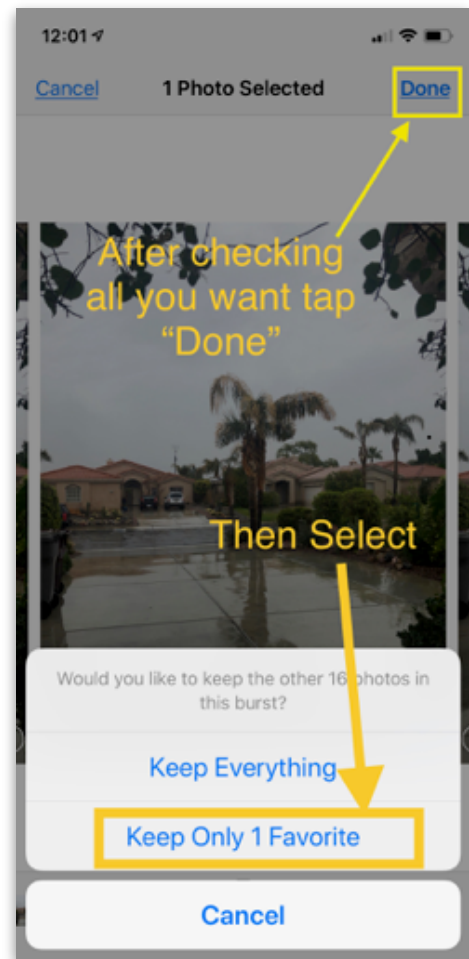 12:01
Cancel 1 Photo Selected Done
After checking
all you want tap
“Done”
Then Select
Would you like to keep the other 16 photos in
this burst?
Keep Everything
Keep Only 1 Favorite
Cancel